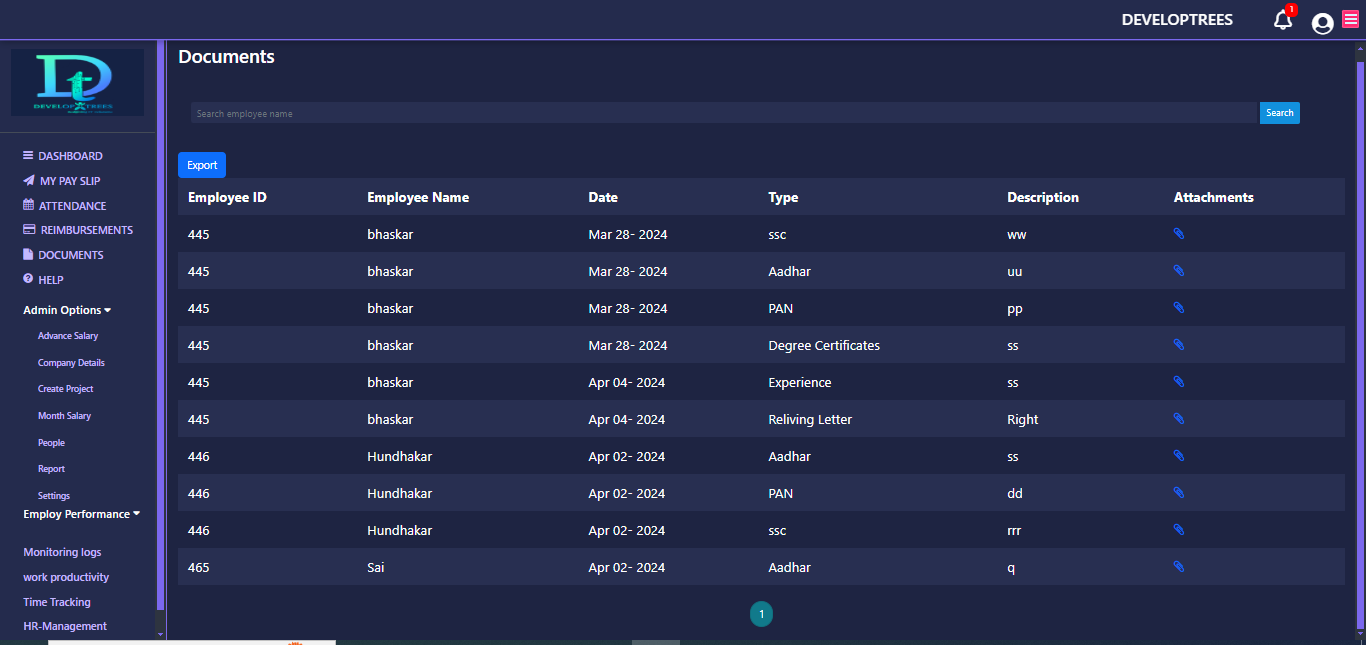 DEVELOPTREES
1
DEVELOPTREES
DASHBOARD
MY PAY SLIP
ATTENDANCE
REIMBURSEMENTS
DOCUMENTS
HELP
Admin Options
Advance Salary
Company Details
Create Project
Month Salary
People
Report
Settings
Employ Performance
Monitoring logs
work productivity
Time Tracking
HR-Management
Documents
Search employee name Search
Export
Employee ID Employee Name Date Type Description Attachments
445 bhaskar Mar 28- 2024 ssc ww
445 bhaskar Mar 28- 2024 Aadhar uu
445 bhaskar Mar 28- 2024 PAN pp
445 bhaskar Mar 28- 2024 Degree Certificates ss
445 bhaskar Apr 04- 2024 Experience ss
445 bhaskar Apr 04- 2024 Reliving Letter Right
446 Hundhakar Apr 02- 2024 Aadhar ss
446 Hundhakar Apr 02- 2024 PAN dd
446 Hundhakar Apr 02- 2024 ssc rrr
465 Sai Apr 02- 2024 Aadhar q
1